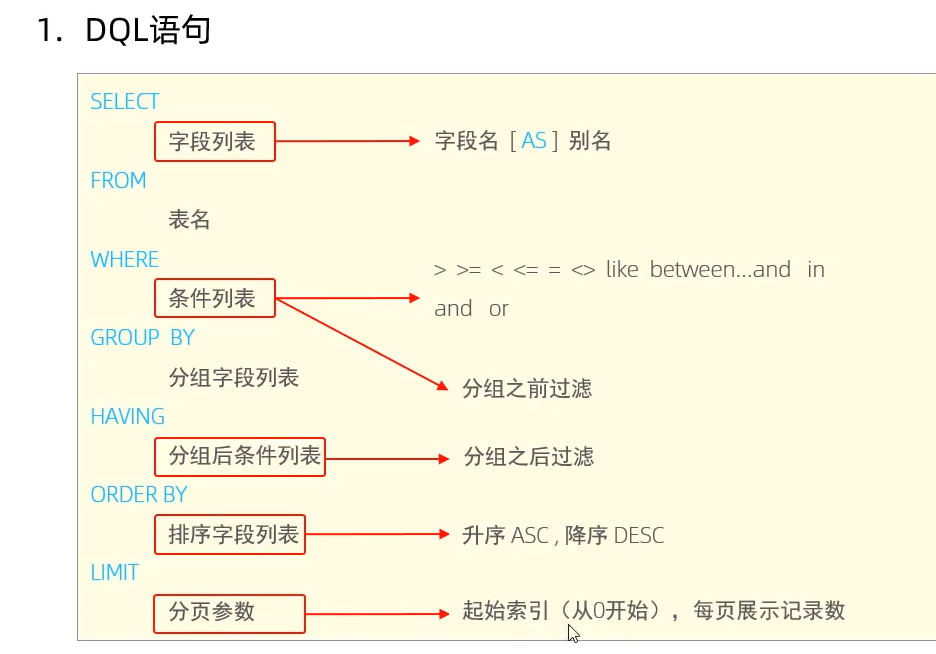 1. DQL语句
SELECT
字段列表 字段名 [ AS ] 别名
FROM
表名
WHERE
> >= < <= = <> like between...and in
条件列表
and or
GROUP BY
分组字段列表
分组之前过滤
HAVING
分组后条件列表 分组之后过滤
ORDER BY
排序字段列表 升序 ASC , 降序 DESC
LIMIT
分页参数 起始索引（从0开始），每页展示记录数